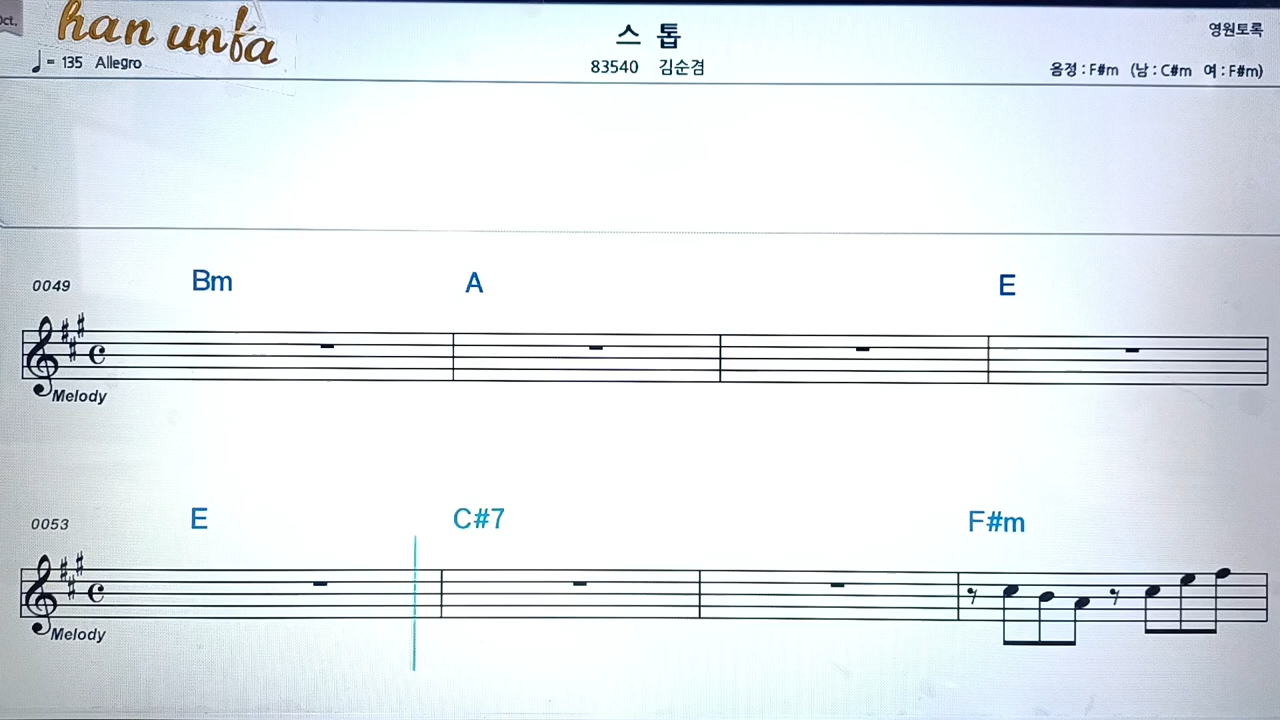 Oct.
han unfa
스 톱
영원토록
♩= 135 Allegro
83540 김순겸
음정 : F#m (남 : C#m 여 : F#m)
0049
Bm A E
Melody
0053
E C#7 F#m
Melody